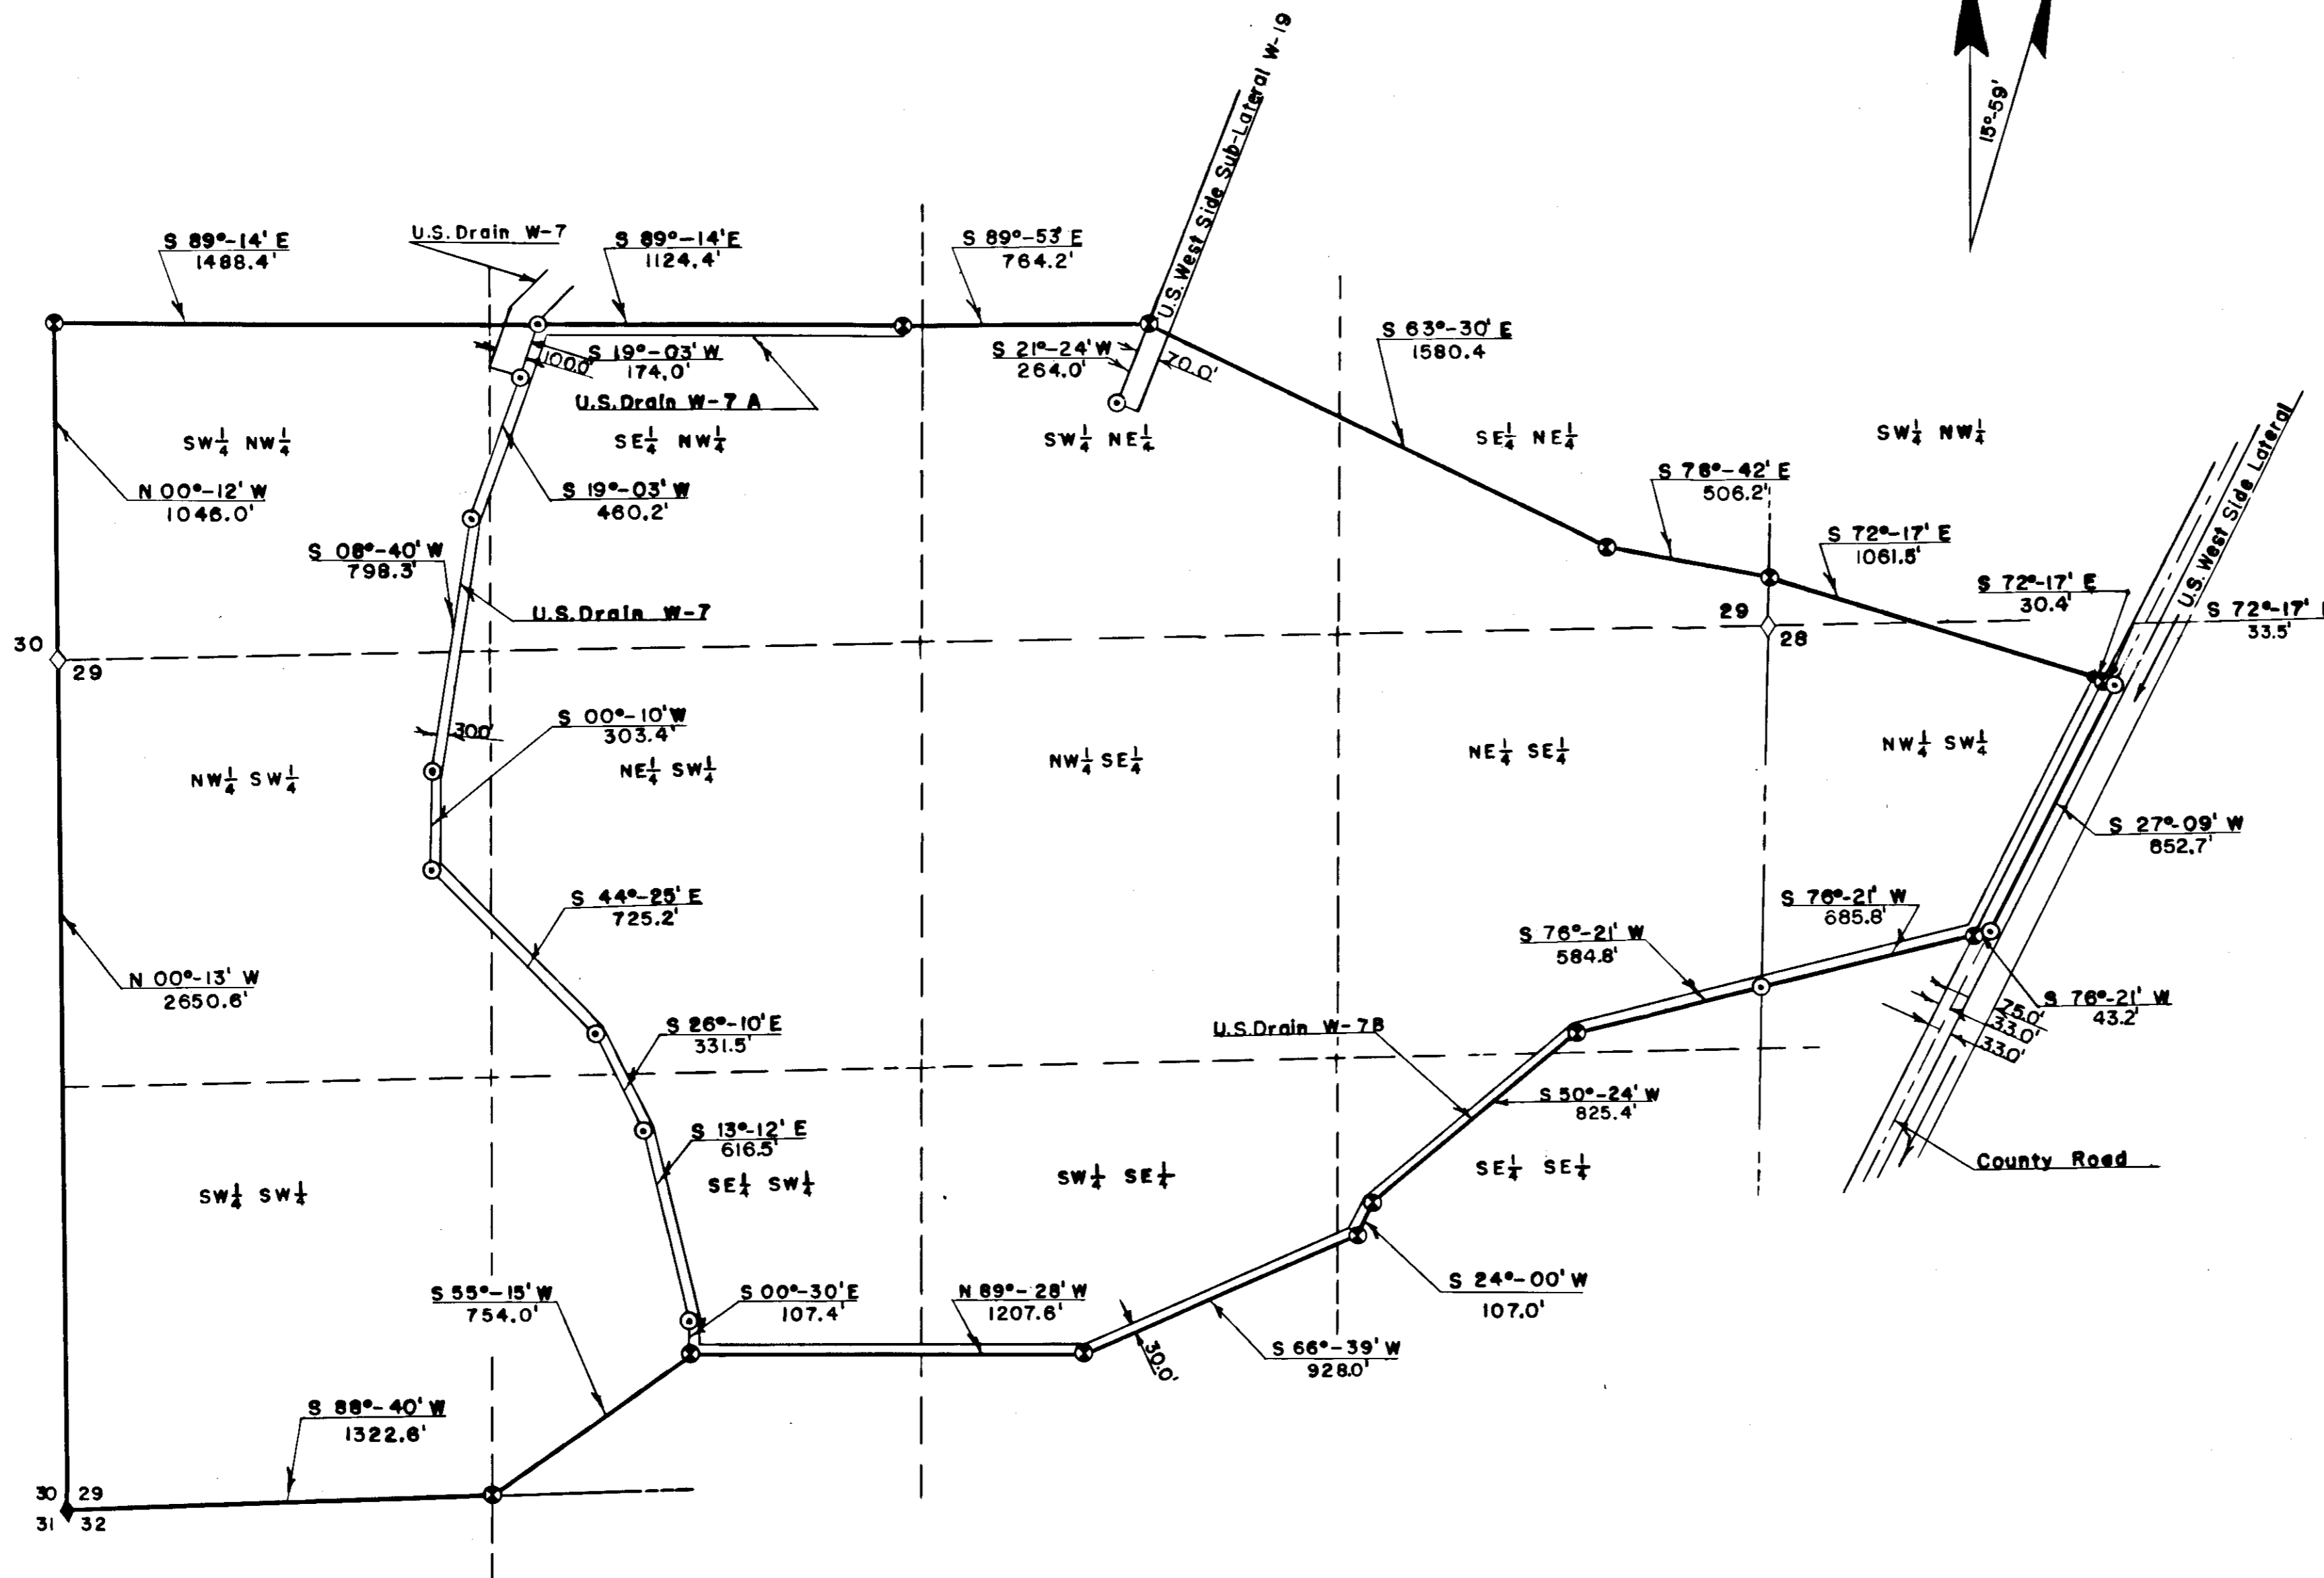 U.S. West Side Sub-Lateral W-19
15°-59'
S 89°-14' E
1488.4'
U.S. Drain W-7
S 89°-14' E
1124.4'
S 89°-53' E
764.2'
S 63°-30' E
1580.4
S 19°-03' W
174.0'
100.0'
S 21°-24' W
264.0'
70.0'
U.S. Drain W-7 A
SW¼ NW¼
SE¼ NW¼
SW¼ NE¼
SE¼ NE¼
SW¼ NW¼
U.S. West Side Lateral
N 00°-12' W
1046.0'
S 19°-03' W
460.2'
S 78°-42' E
506.2'
S 08°-40' W
798.3'
S 72°-17' E
1061.5'
S 72°-17' E
30.4'
S 72°-17'
33.5'
U.S. Drain W-7
30
29
29
28
300'
S 00°-10' W
303.4'
NW¼ SW¼
NE¼ SW¼
NW¼ SE¼
NE¼ SE¼
NW¼ SW¼
S 27°-09' W
852.7'
S 44°-25' E
725.2'
S 76°-21' W
685.8'
S 76°-21' W
584.8'
N 00°-13' W
2650.6'
S 76°-21' W
43.2'
75.0'
33.0'
33.0'
S 26°-10' E
331.5'
U.S. Drain W-7B
S 50°-24' W
825.4'
S 13°-12' E
616.5'
County Road
SW¼ SW¼
SE¼ SW¼
SW¼ SE¼
SE¼ SE¼
S 55°-15' W
754.0'
S 00°-30' E
107.4'
N 89°-28' W
1207.6'
S 24°-00' W
107.0'
30.0'
S 66°-39' W
928.0'
S 88°-40' W
1322.6'
30 29
31 32